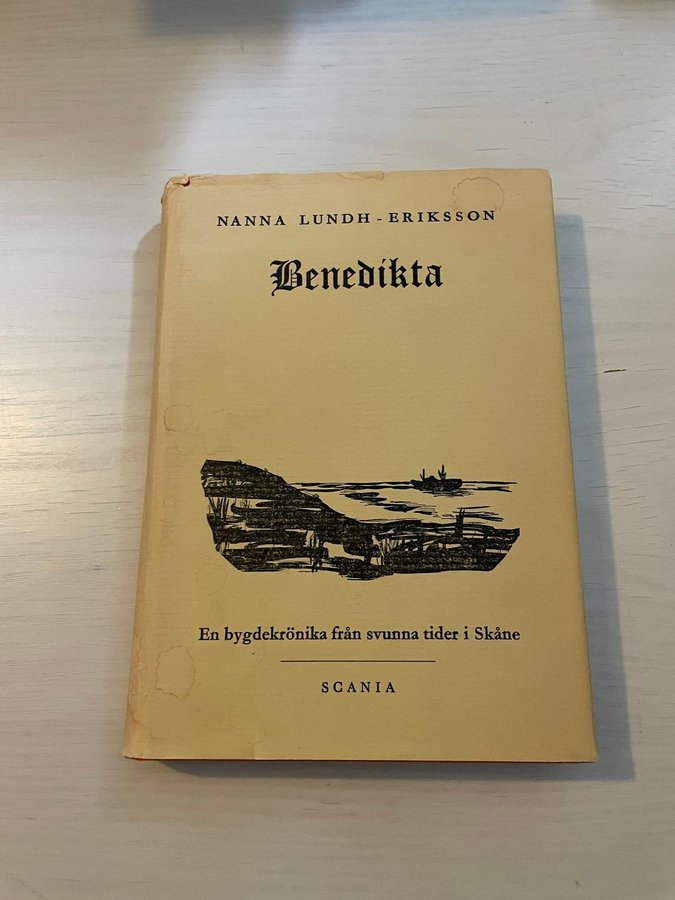 NANNA LUNDH-ERIKSSON
Benedikta
En bygdekrönika från svunna tider i Skåne
SCANIA